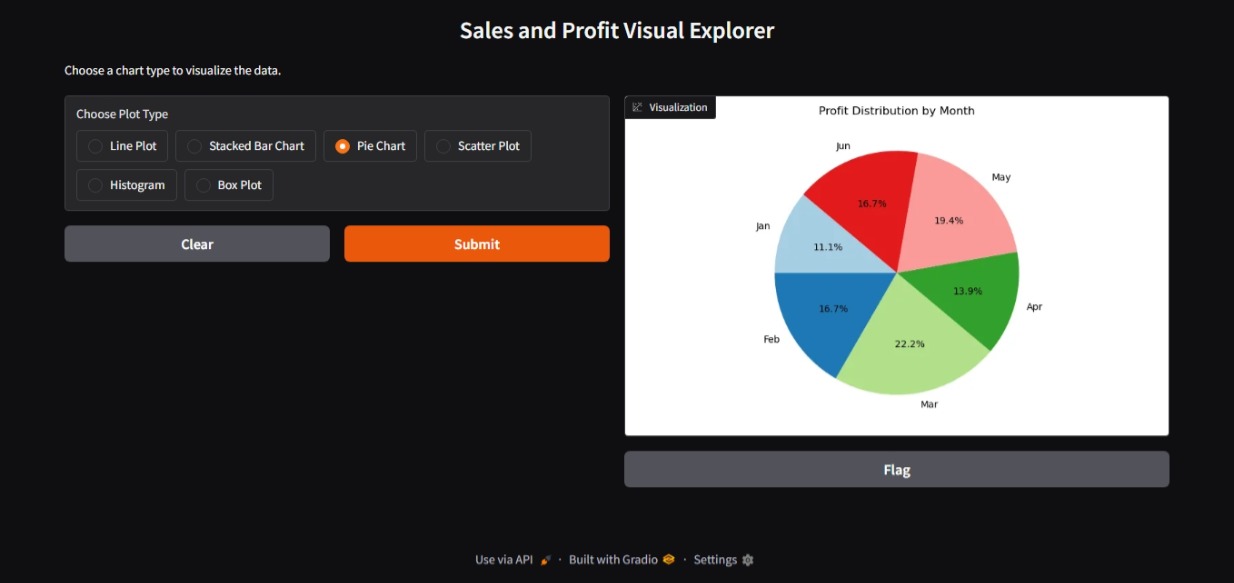 Sales and Profit Visual Explorer
Choose a chart type to visualize the data.
Choose Plot Type
Line Plot
Stacked Bar Chart
Pie Chart
Scatter Plot
Histogram
Box Plot
Clear
Submit
Visualization
Profit Distribution by Month
Jun
May
16.7%
19.4%
Jan
11.1%
13.9%
Apr
16.7%
Feb
22.2%
Mar
Flag
Use via API · Built with Gradio · Settings